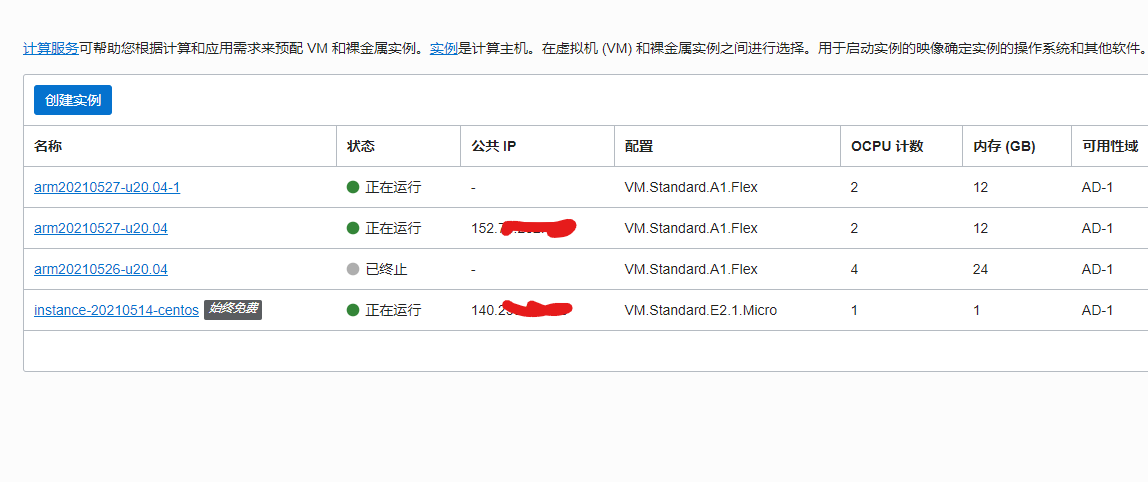 计算服务可帮助您根据计算和应用需求来预配 VM 和裸金属实例。实例是计算主机。在虚拟机 (VM) 和裸金属实例之间进行选择。用于启动实例的映像确定实例的操作系统和其他软件。
创建实例
名称 状态 公共 IP 配置 OCPU 计数 内存 (GB) 可用性域
arm20210527-u20.04-1 正在运行 - VM.Standard.A1.Flex 2 12 AD-1
arm20210527-u20.04 正在运行 152. VM.Standard.A1.Flex 2 12 AD-1
arm20210526-u20.04 已终止 - VM.Standard.A1.Flex 4 24 AD-1
instance-20210514-centos 始终免费 正在运行 140. VM.Standard.E2.1.Micro 1 1 AD-1